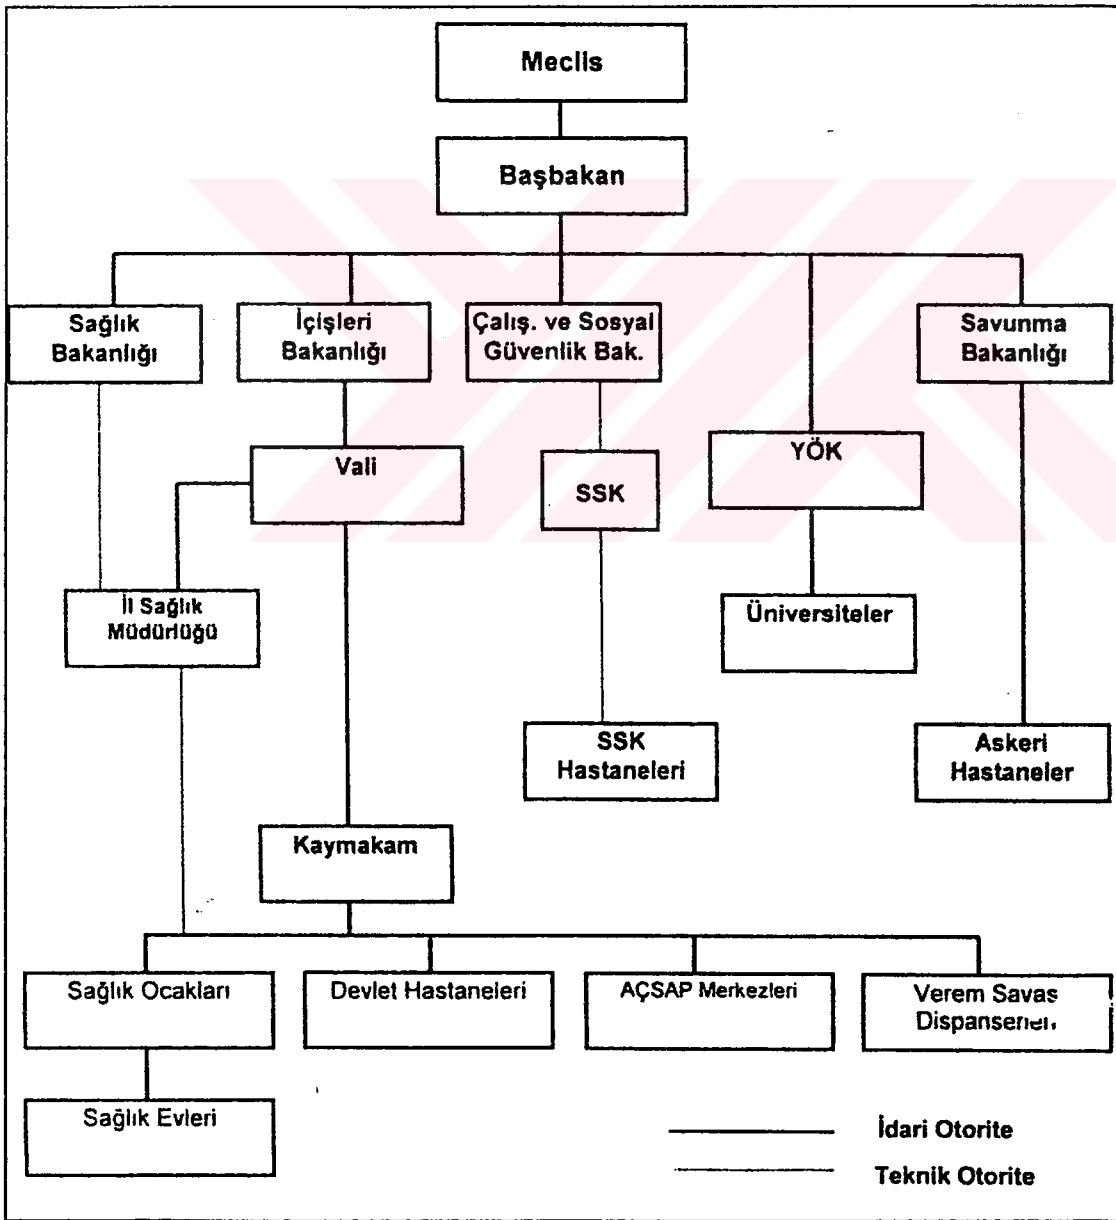 Meclis
Başbakan
Sağlık
Bakanlığı
İçişleri
Bakanlığı
Çalış. ve Sosyal
Güvenlik Bak.
Savunma
Bakanlığı
Vali
SSK
YÖK
İl Sağlık
Müdürlüğü
Üniversiteler
SSK
Hastaneleri
Askeri
Hastaneler
Kaymakam
Sağlık Ocakları
Devlet Hastaneleri
AÇSAP Merkezleri
Verem Savas
Sağlık Evleri
İdari Otorite
Teknik Otorite